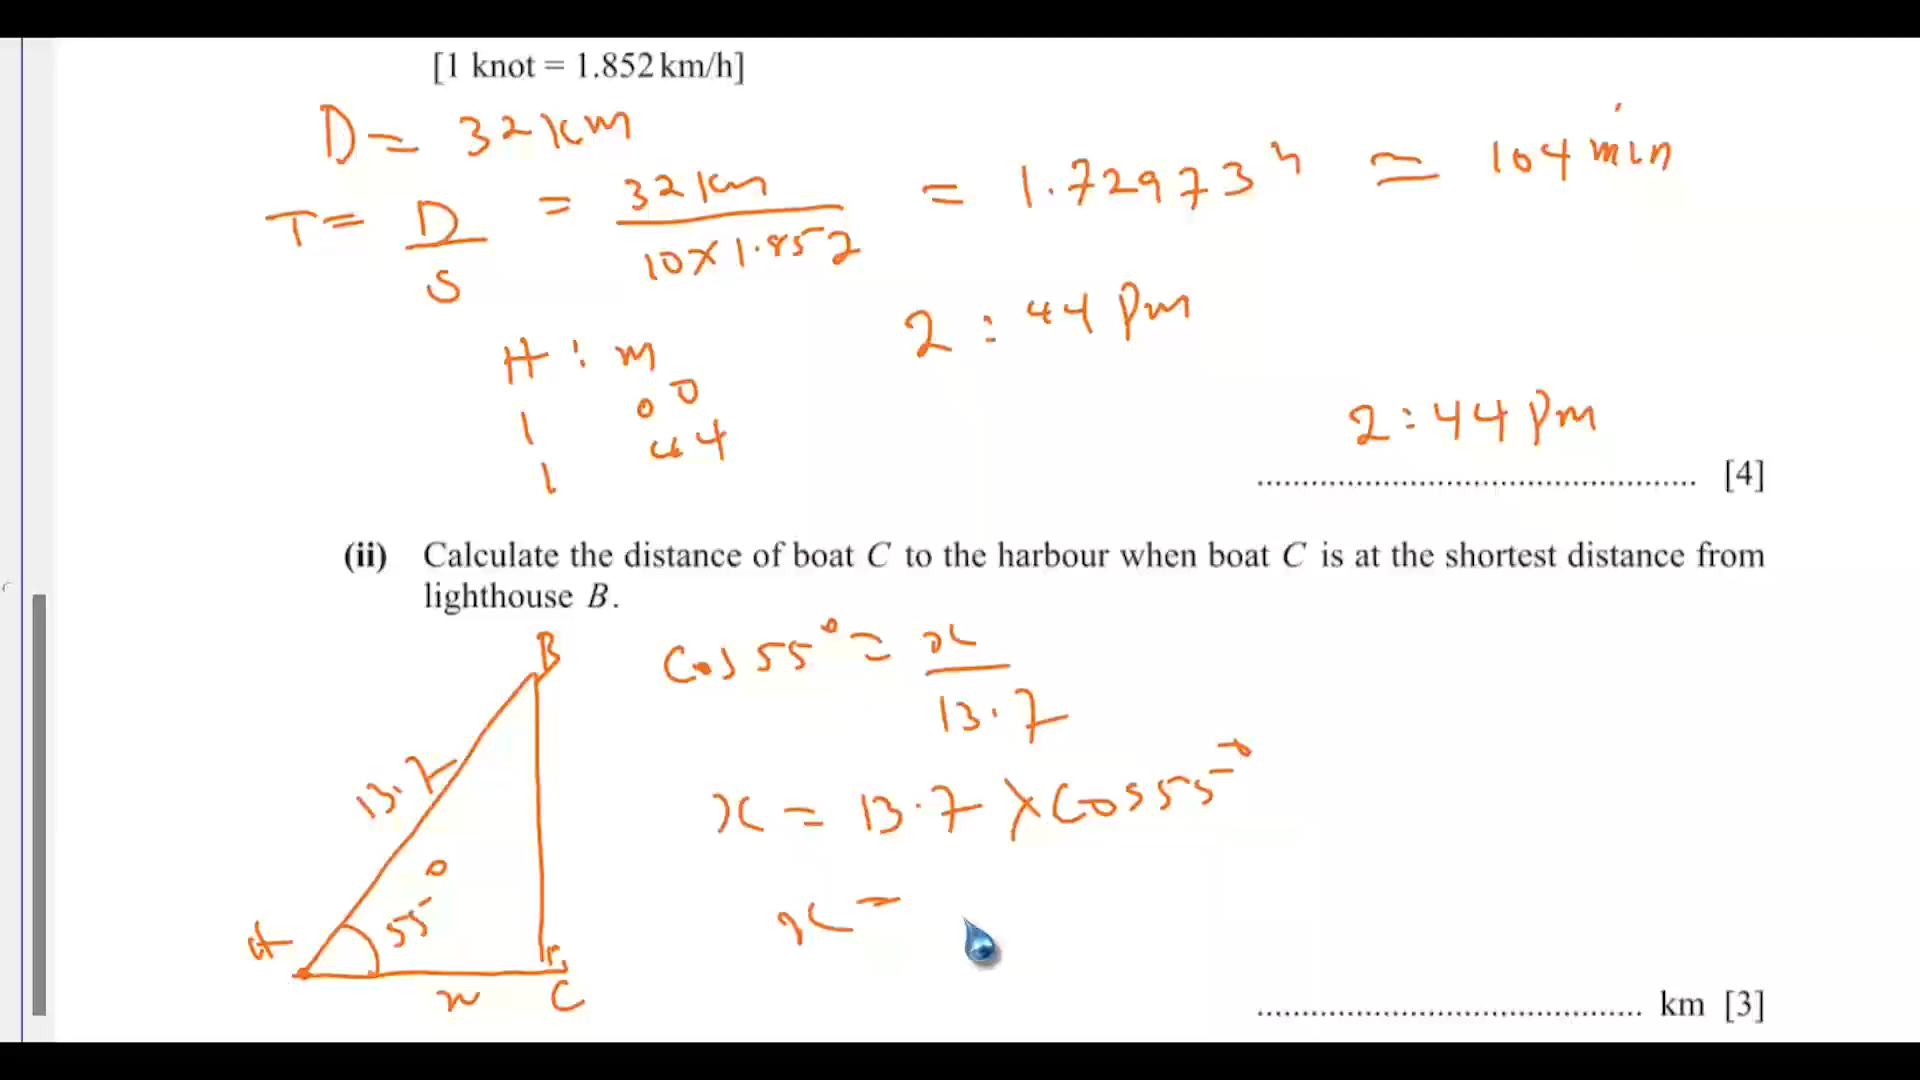 [1 knot = 1.852 km/h]
D = 32 km
T = D/S = 32 km/10 × 1.852 = 1.72973 h ≃ 104 min
2 : 44 Pm
H : m
1 00
1 44
2 : 44 Pm
[4]
(ii) Calculate the distance of boat C to the harbour when boat C is at the shortest distance from
lighthouse B.
B
13.7
55°
C
Cos 55° = x/13.7
x = 13.7 × Cos 55°
x =
km [3]